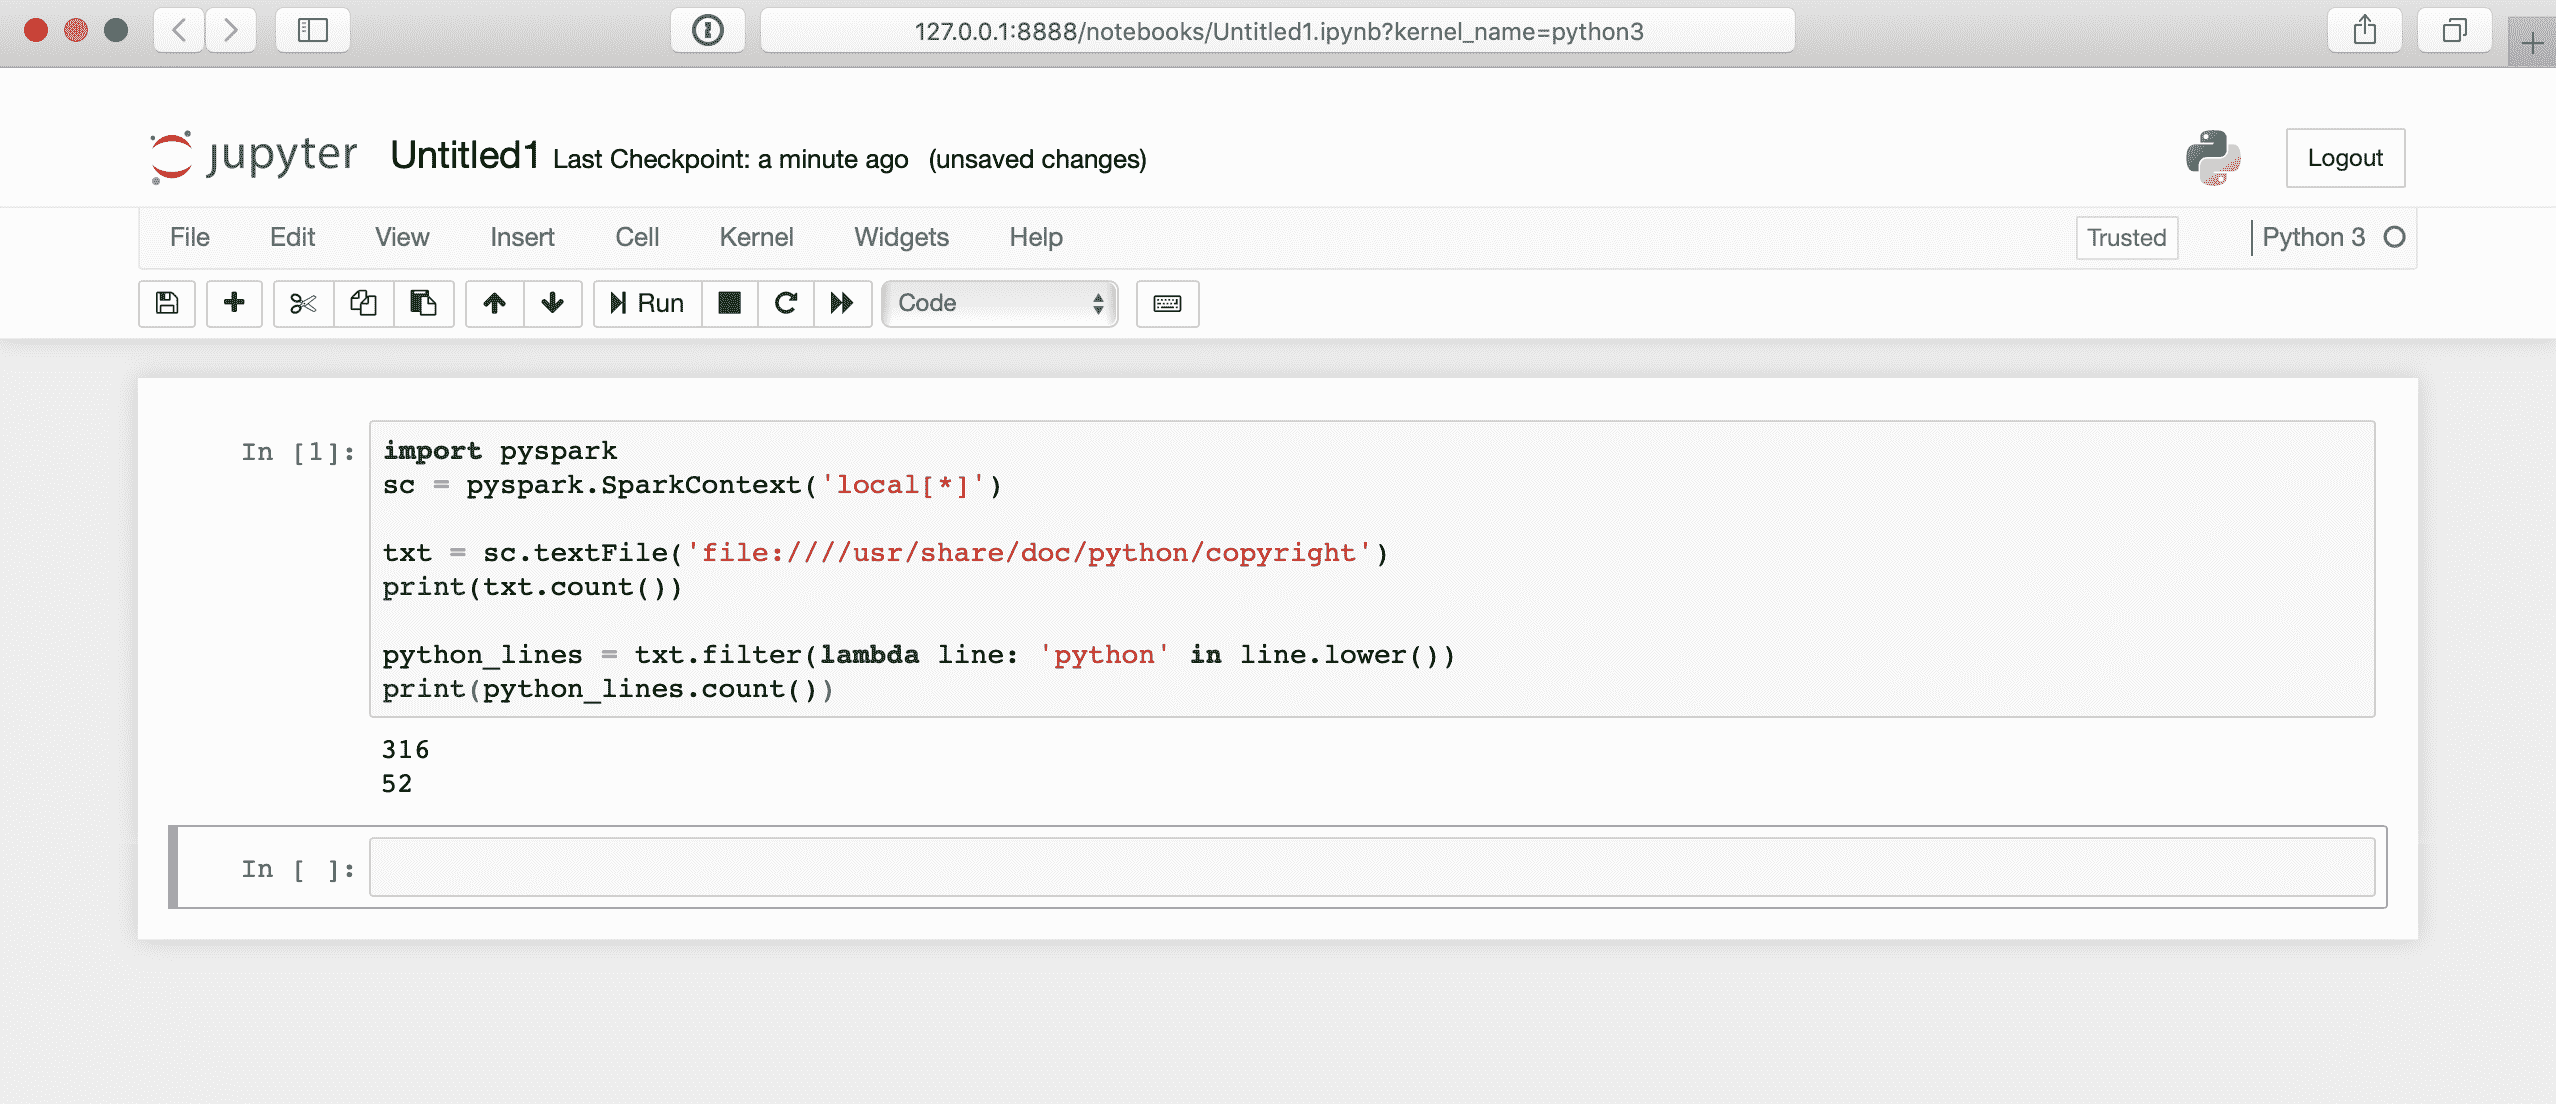 127.0.0.1:8888/notebooks/Untitled1.ipynb?kernel_name=python3
jupyter Untitled1 Last Checkpoint: a minute ago (unsaved changes)
Logout
File Edit View Insert Cell Kernel Widgets Help Trusted Python 3
Run Code
In [1]: import pyspark
sc = pyspark.SparkContext('local[*]')
txt = sc.textFile('file:////usr/share/doc/python/copyright')
print(txt.count())
python_lines = txt.filter(lambda line: 'python' in line.lower())
print(python_lines.count())
316
52
In [ ]: